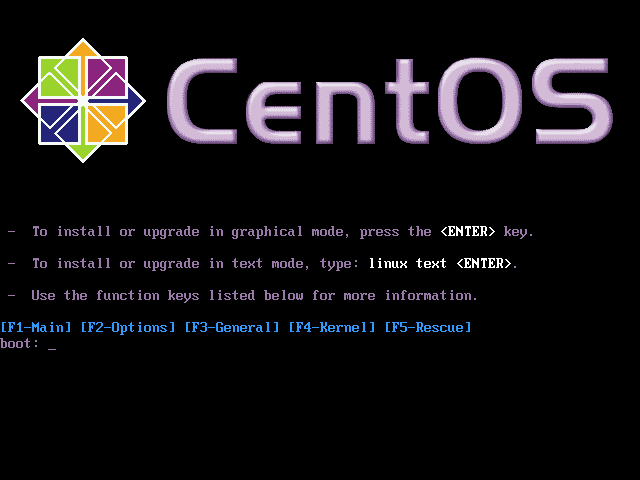 CentOS
- To install or upgrade in graphical mode, press the <ENTER> key.
- To install or upgrade in text mode, type: linux text <ENTER>.
- Use the function keys listed below for more information.
[F1-Main] [F2-Options] [F3-General] [F4-Kernel] [F5-Rescue]
boot: _